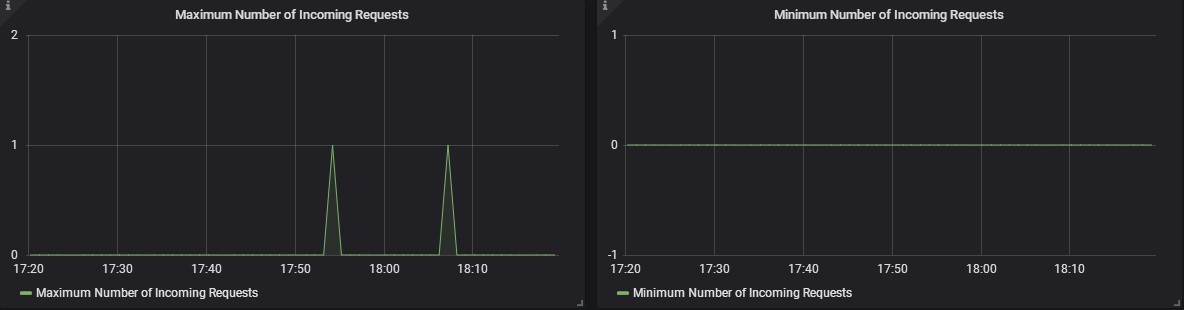 Maximum Number of Incoming Requests
2
1
0
17:20 17:30 17:40 17:50 18:00 18:10
Maximum Number of Incoming Requests
Minimum Number of Incoming Requests
1
0
-1
17:20 17:30 17:40 17:50 18:00 18:10
Minimum Number of Incoming Requests